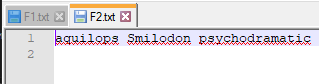 F1.txt F2.txt
1 aquilops Smilodon psychodramatic
2